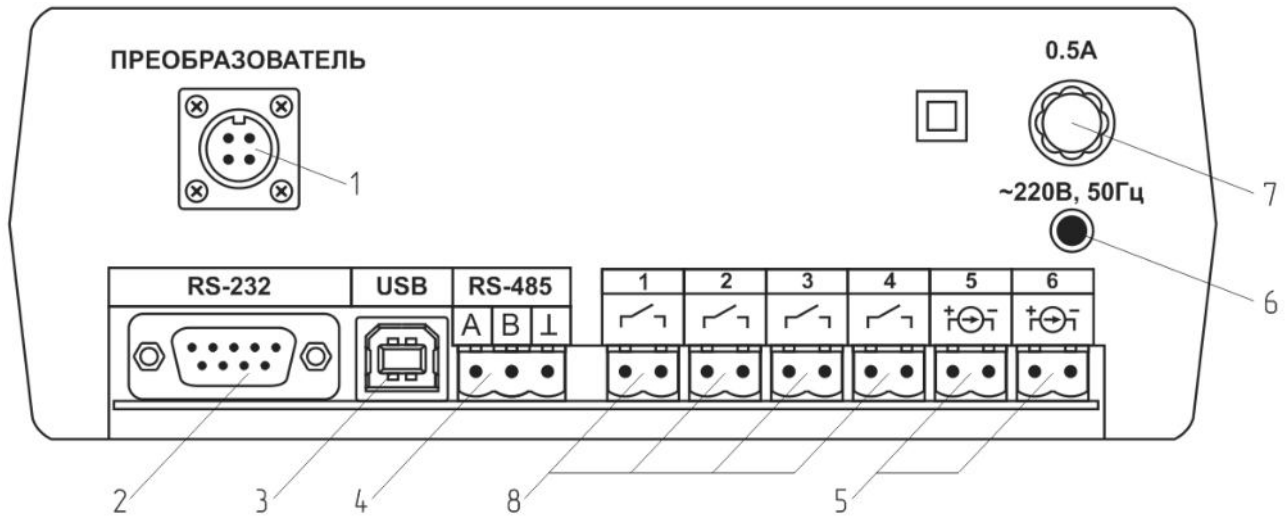 ПРЕОБРАЗОВАТЕЛЬ
0.5А
1
7
~220В, 50Гц
6
RS-232 USB RS-485
1 2 3 4 5 6
A B ⊥
+ − + −
2 3 4 8 5